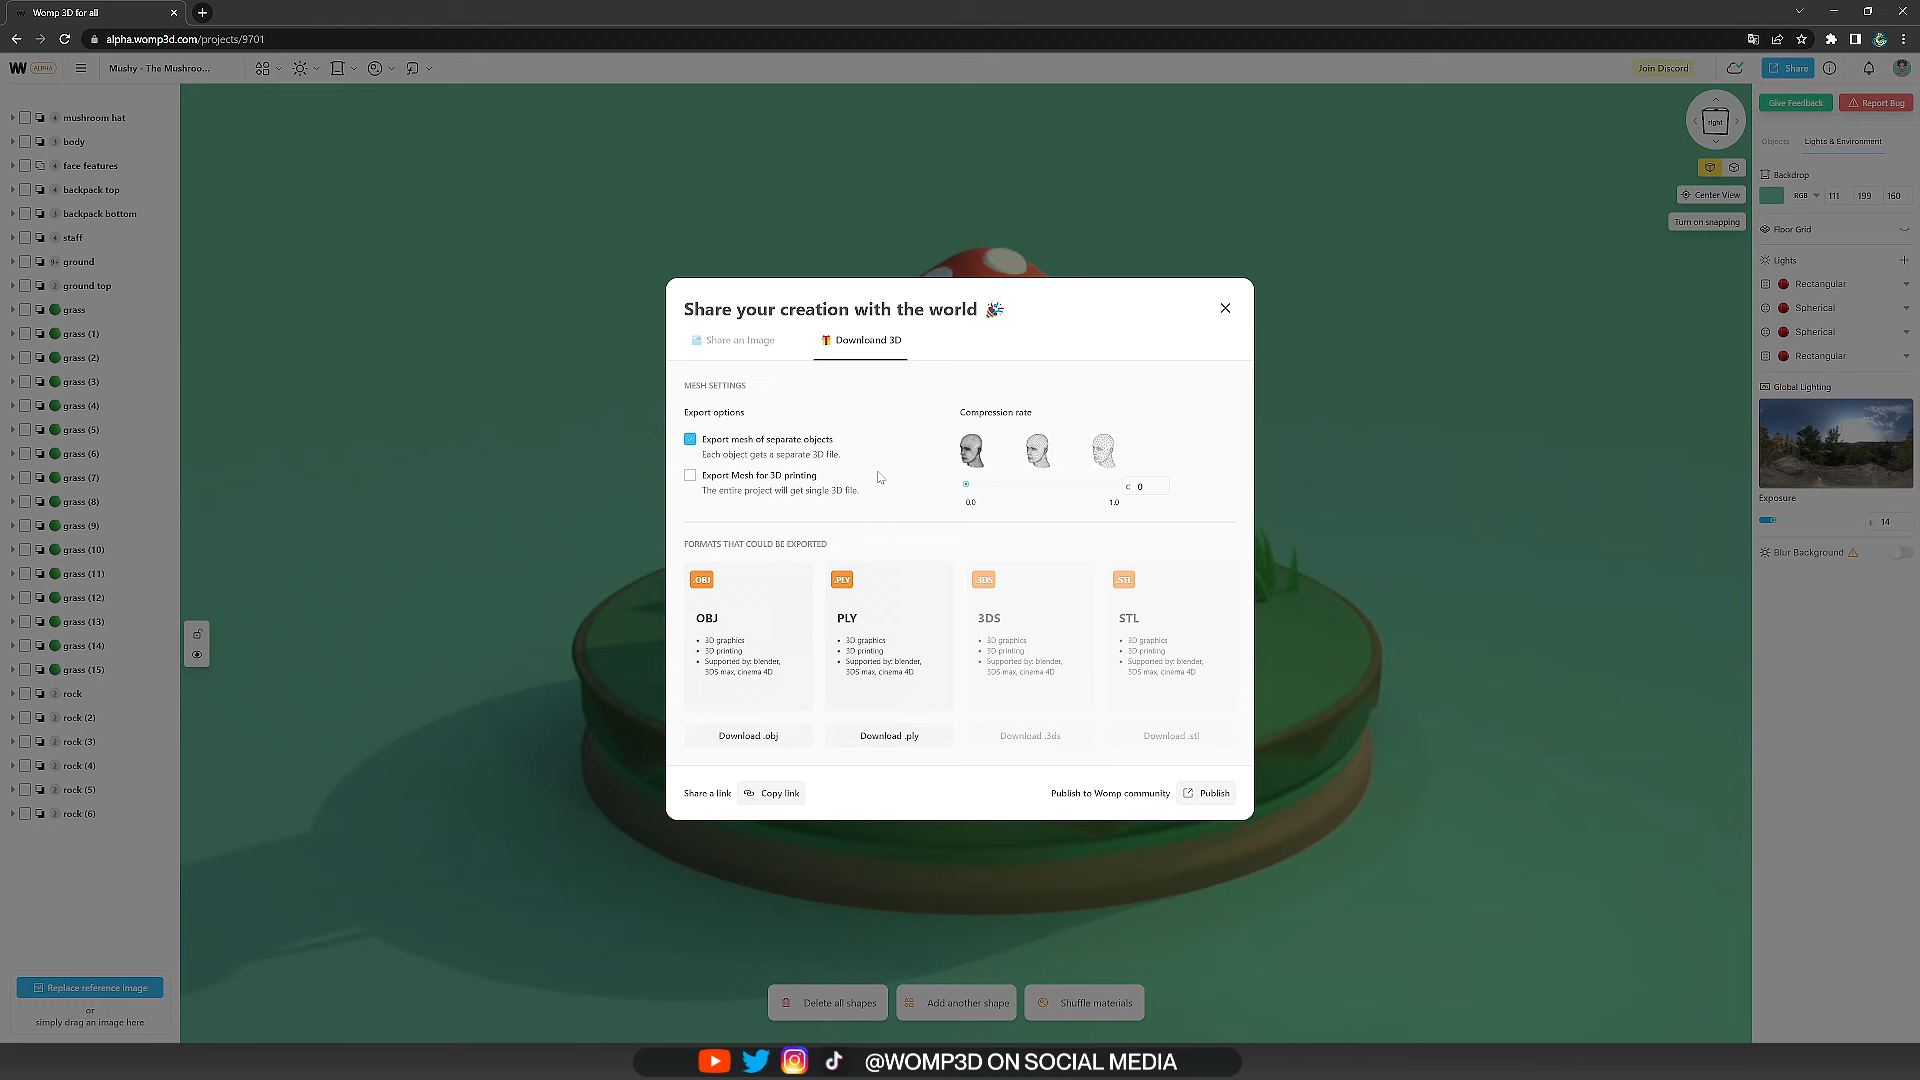 Womp 3D for all
alpha.womp3d.com/projects/9701
ALPHA
Mushy - The Mushroo...
Join Discord
Share
mushroom hat
body
face features
backpack top
backpack bottom
staff
ground
ground top
grass
grass (1)
grass (2)
grass (3)
grass (4)
grass (5)
grass (6)
grass (7)
grass (8)
grass (9)
grass (10)
grass (11)
grass (12)
grass (13)
grass (14)
grass (15)
rock
rock (2)
rock (3)
rock (4)
rock (5)
rock (6)
Replace reference image
or
simply drag an image here
Share your creation with the world
Share an Image
Downloand 3D
MESH SETTINGS
Export options
Export mesh of separate objects
Each object gets a separate 3D file.
Export Mesh for 3D printing
The entire project will get single 3D file.
Compression rate
C 0
0.0 1.0
FORMATS THAT COULD BE EXPORTED
.OBJ
OBJ
• 3D graphics
• 3D printing
• Supported by: blender,
3DS max, cinema 4D
Download .obj
.PLY
PLY
• 3D graphics
• 3D printing
• Supported by: blender,
3DS max, cinema 4D
Download .ply
.3DS
3DS
• 3D graphics
• 3D printing
• Supported by: blender,
3DS max, cinema 4D
Download .3ds
.STL
STL
• 3D graphics
• 3D printing
• Supported by: blender,
3DS max, cinema 4D
Download .stl
Share a link
Copy link
Publish to Womp community
Publish
Delete all shapes
Add another shape
Shuffle materials
right
Center View
Turn on snapping
Give Feedback
Report Bug
Objects
Lights & Environment
Backdrop
RGB 111 199 160
Floor Grid
Lights
Rectangular
Spherical
Spherical
Rectangular
Global Lighting
Exposure
E 14
Blur Background
@WOMP3D ON SOCIAL MEDIA